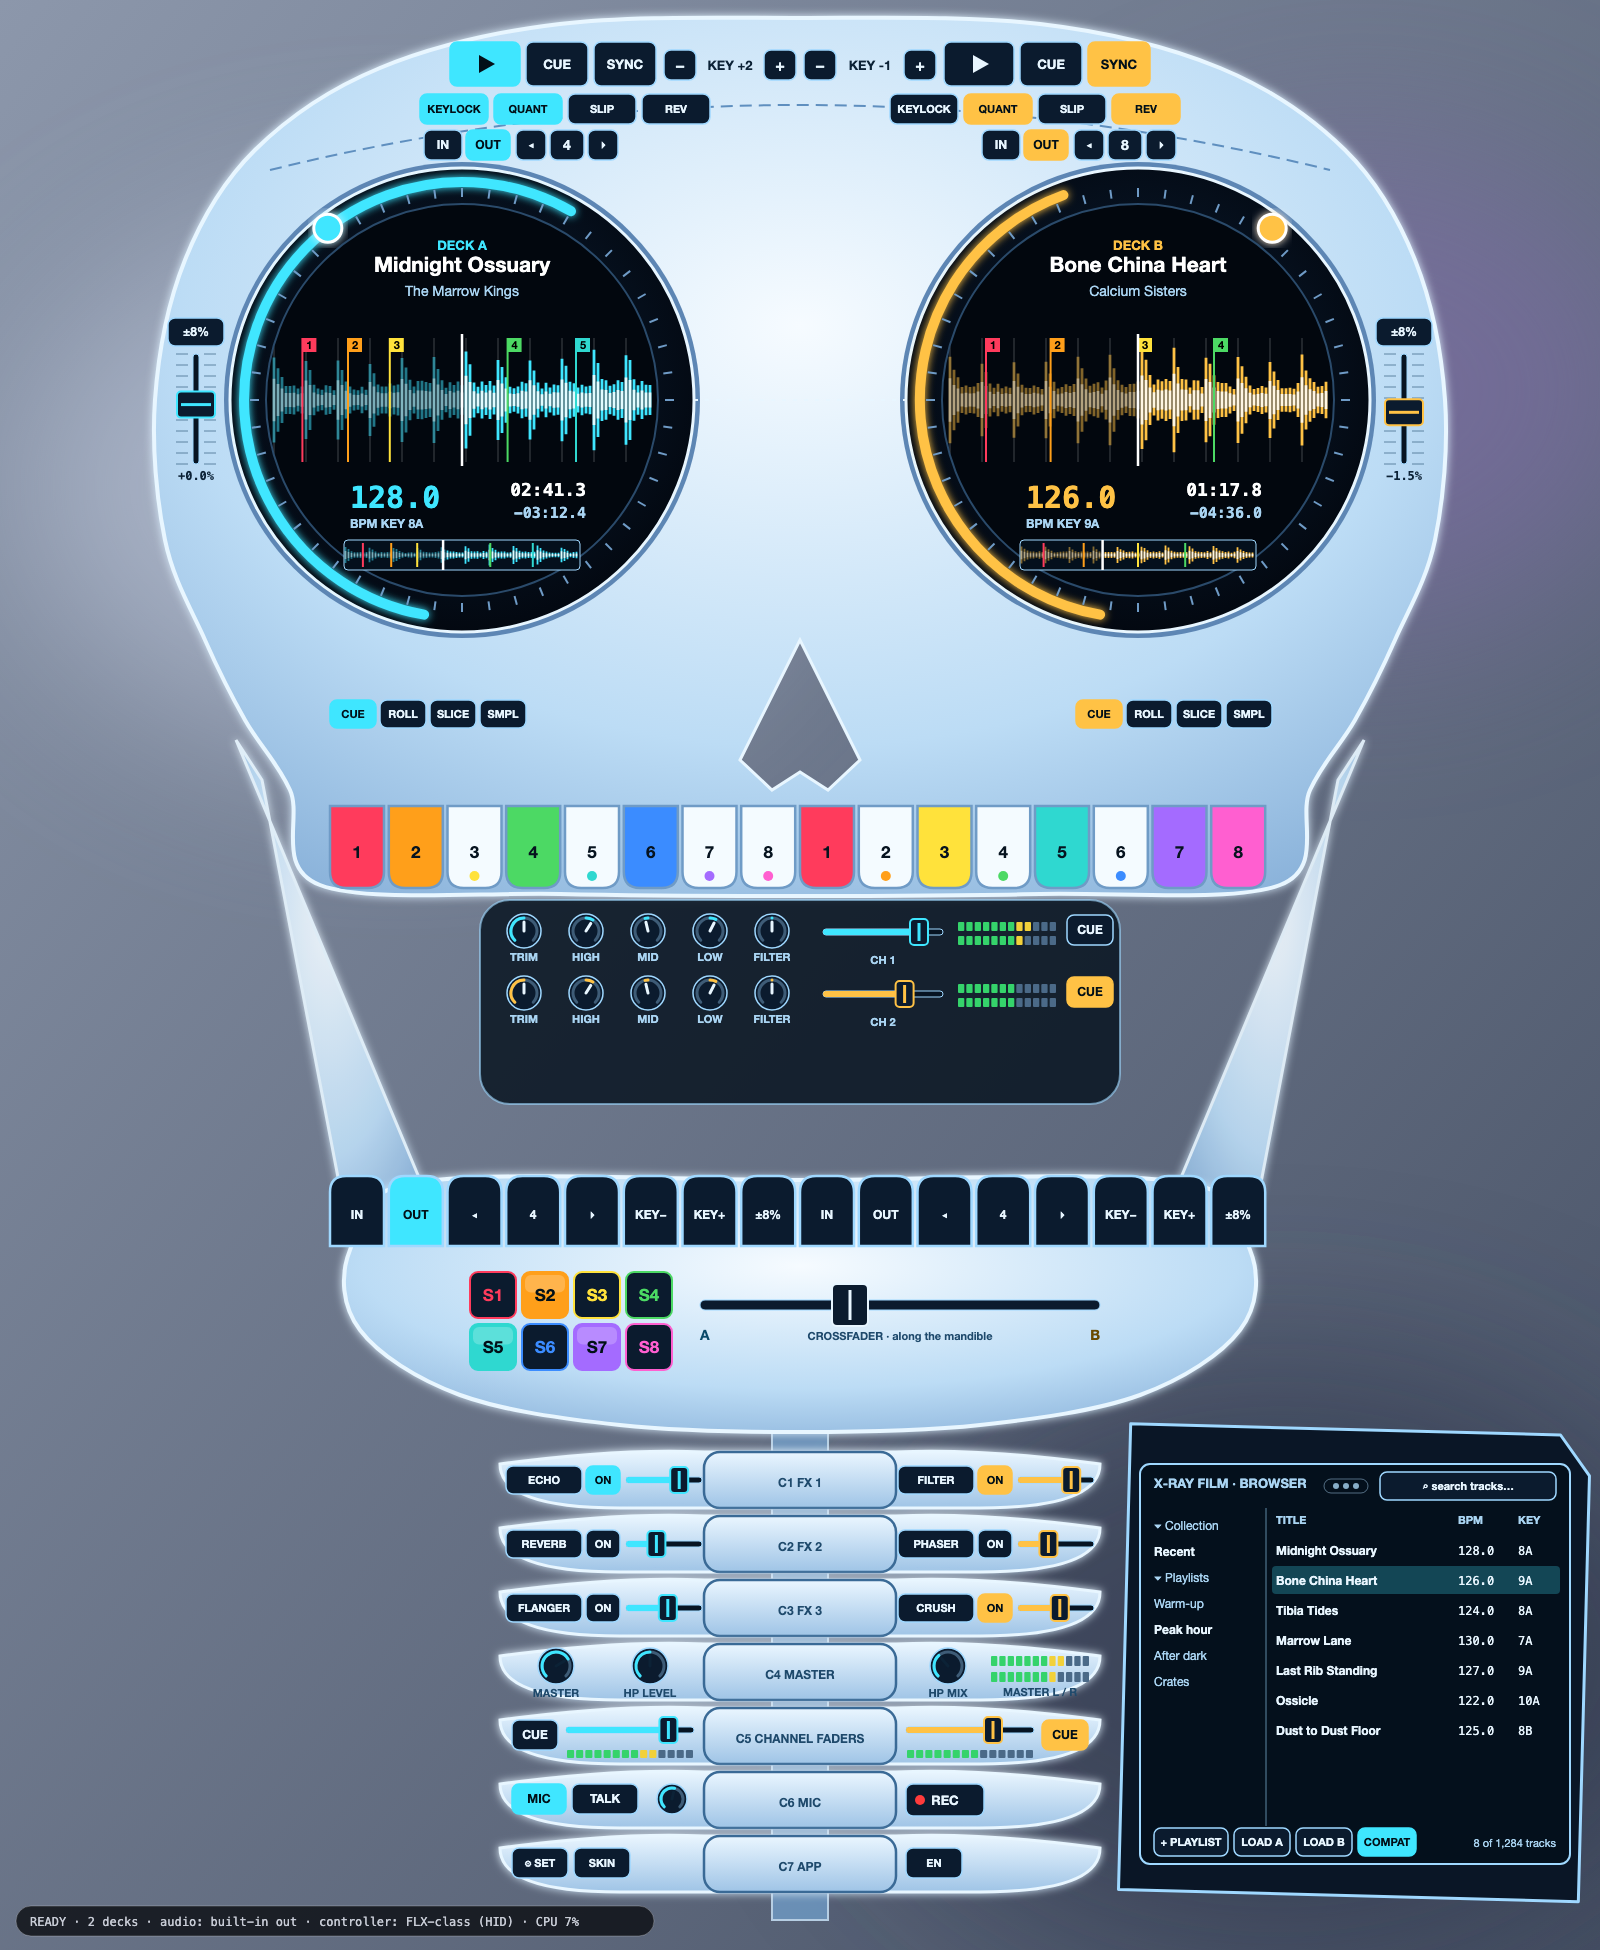 CUE SYNC − KEY +2 + − KEY -1 + CUE SYNC
KEYLOCK QUANT SLIP REV KEYLOCK QUANT SLIP REV
IN OUT 4 IN OUT 8
DECK A
Midnight Ossuary
The Marrow Kings
1 2 3 4 5
128.0
BPM KEY 8A
02:41.3
−03:12.4
DECK B
Bone China Heart
Calcium Sisters
1 2 3 4
126.0
BPM KEY 9A
01:17.8
−04:36.0
±8%
+0.0%
±8%
−1.5%
CUE ROLL SLICE SMPL CUE ROLL SLICE SMPL
1 2 3 4 5 6 7 8 1 2 3 4 5 6 7 8
TRIM HIGH MID LOW FILTER CH 1 CUE
TRIM HIGH MID LOW FILTER CH 2 CUE
IN OUT 4 KEY− KEY+ ±8% IN OUT 4 KEY− KEY+ ±8%
S1 S2 S3 S4
S5 S6 S7 S8
A CROSSFADER · along the mandible B
ECHO ON C1 FX 1 FILTER ON
REVERB ON C2 FX 2 PHASER ON
FLANGER ON C3 FX 3 CRUSH ON
MASTER HP LEVEL C4 MASTER HP MIX MASTER L / R
CUE C5 CHANNEL FADERS CUE
MIC TALK C6 MIC REC
SET SKIN C7 APP EN
X-RAY FILM · BROWSER search tracks...
Collection
Recent
Playlists
Warm-up
Peak hour
After dark
Crates
TITLE BPM KEY
Midnight Ossuary 128.0 8A
Bone China Heart 126.0 9A
Tibia Tides 124.0 8A
Marrow Lane 130.0 7A
Last Rib Standing 127.0 9A
Ossicle 122.0 10A
Dust to Dust Floor 125.0 8B
+ PLAYLIST LOAD A LOAD B COMPAT 8 of 1,284 tracks
READY · 2 decks · audio: built-in out · controller: FLX-class (HID) · CPU 7%